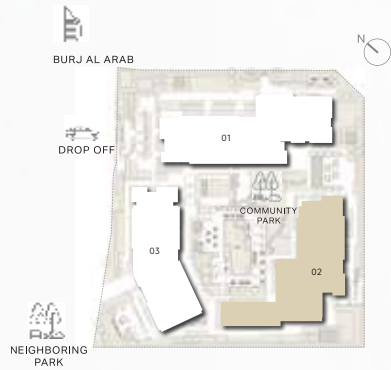 N
BURJ AL ARAB
DROP OFF
01
COMMUNITY
PARK
03
02
NEIGHBORING
PARK